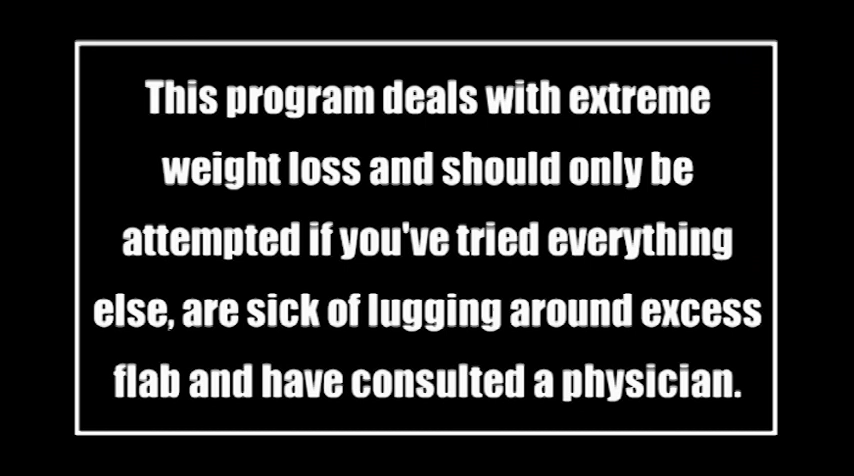 This program deals with extreme
weight loss and should only be
attempted if you've tried everything
else, are sick of lugging around excess
flab and have consulted a physician.